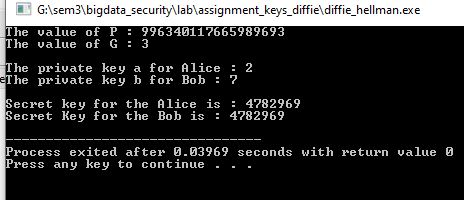 G:\sem3\bigdata_security\lab\assignment_keys_diffie\diffie_hellman.exe
The value of P : 996340117665989693
The value of G : 3
The private key a for Alice : 2
The private key b for Bob : 7
Secret key for the Alice is : 4782969
Secret Key for the Bob is : 4782969
--------------------------------
Process exited after 0.03969 seconds with return value 0
Press any key to continue . . .